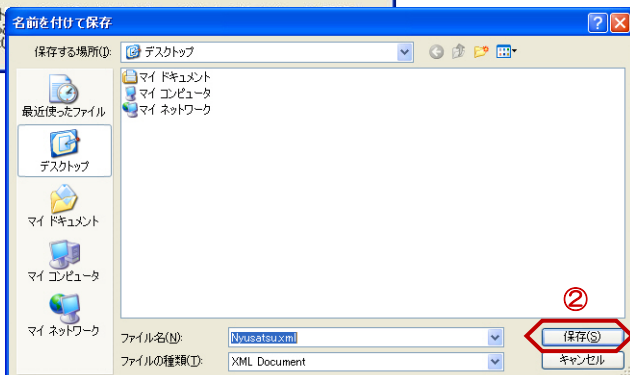 名前を付けて保存
保存する場所(I): デスクトップ
マイ ドキュメント
マイ コンピュータ
マイ ネットワーク
最近使ったファイル
デスクトップ
マイ ドキュメント
マイ コンピュータ
マイ ネットワーク
②
ファイル名(N): Nyusatsu.xml 保存(S)
ファイルの種類(T): XML Document キャンセル